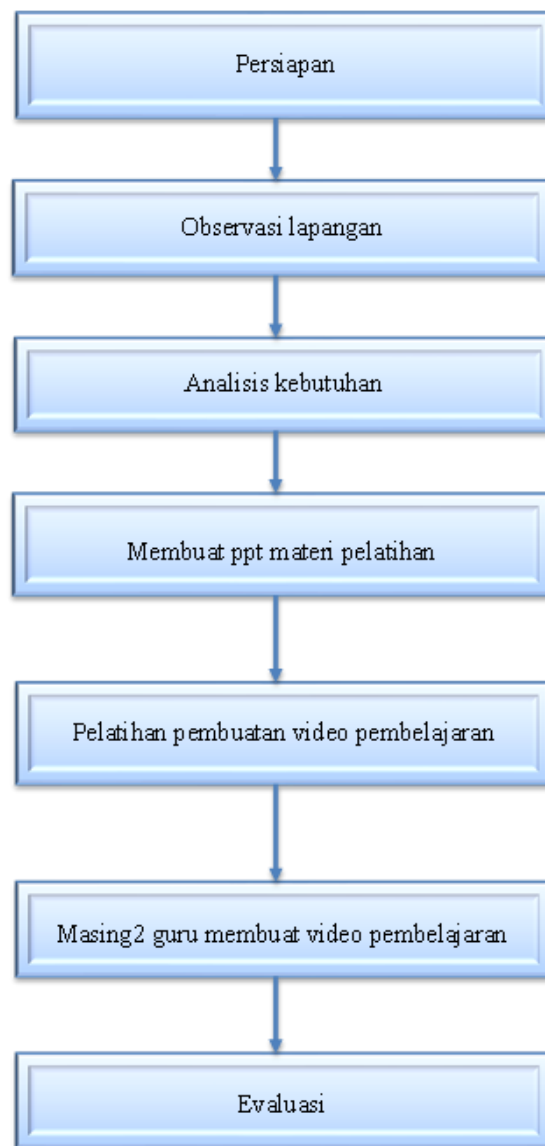 Persiapan
Observasi lapangan
Analisis kebutuhan
Membuat ppt materi pelatihan
Pelatihan pembuatan video pembelajaran
Masing2 guru membuat video pembelajaran
Evaluasi